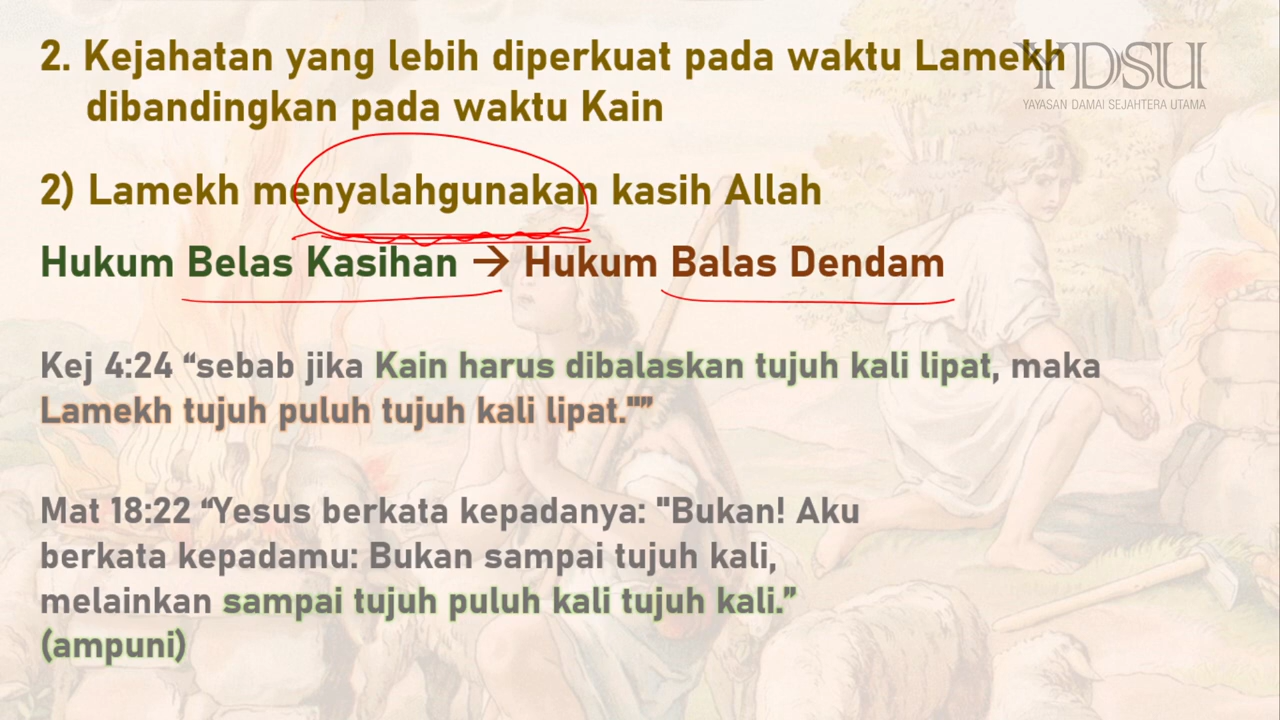 2. Kejahatan yang lebih diperkuat pada waktu Lamekh
dibandingkan pada waktu Kain
YDSU
YAYASAN DAMAI SEJAHTERA UTAMA
2) Lamekh menyalahgunakan kasih Allah
Hukum Belas Kasihan → Hukum Balas Dendam
Kej 4:24 “sebab jika Kain harus dibalaskan tujuh kali lipat, maka
Lamekh tujuh puluh tujuh kali lipat."”
Mat 18:22 “Yesus berkata kepadanya: "Bukan! Aku
berkata kepadamu: Bukan sampai tujuh kali,
melainkan sampai tujuh puluh kali tujuh kali.”
(ampuni)